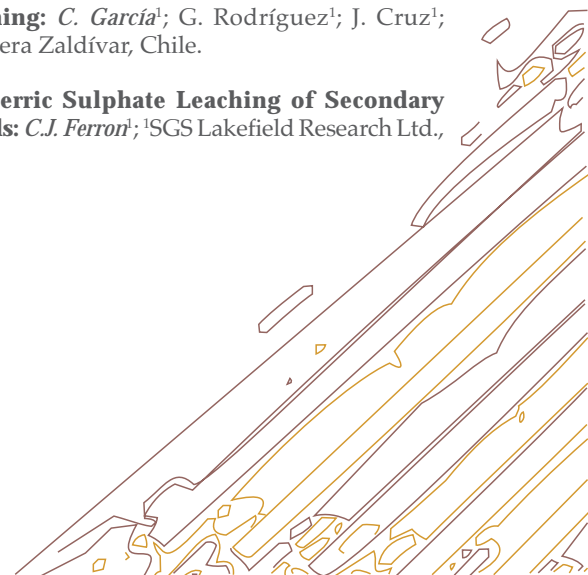 ning: C. García¹; G. Rodríguez¹; J. Cruz¹;
era Zaldívar, Chile.
erric Sulphate Leaching of Secondary
ls: C.J. Ferron¹; ¹SGS Lakefield Research Ltd.,